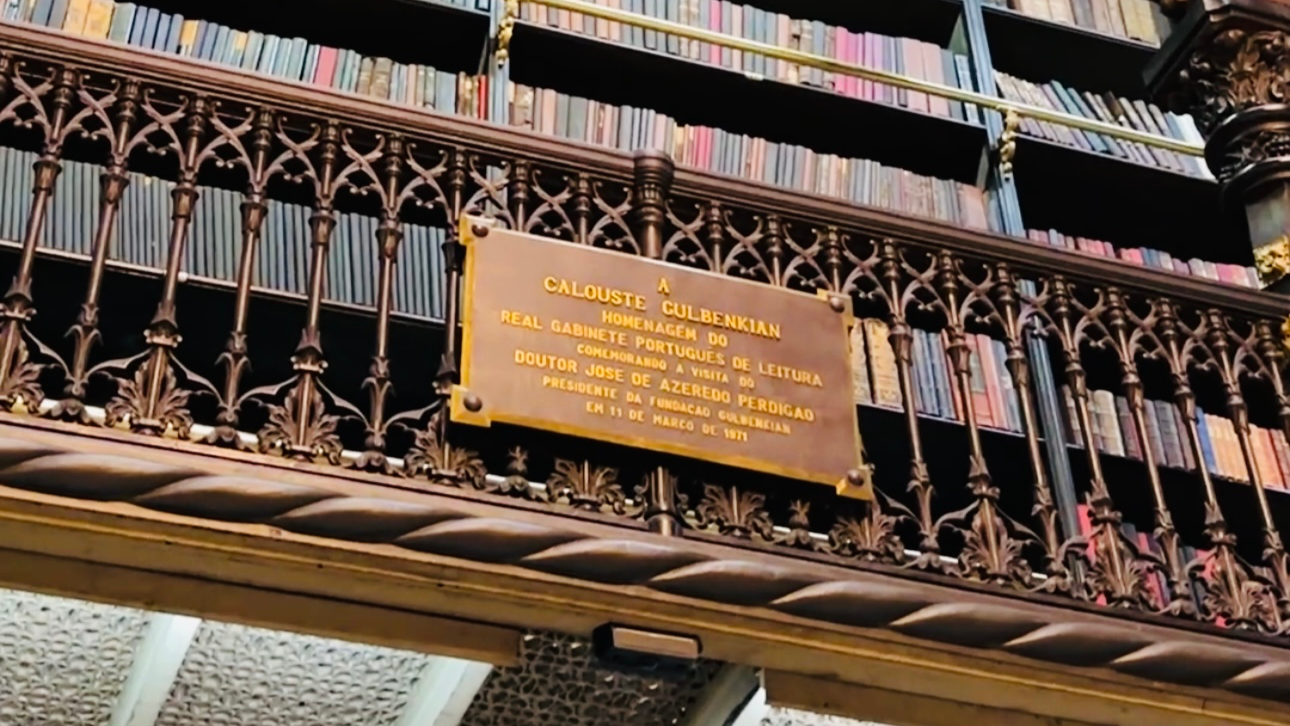 A
CALOUSTE GULBENKIAN
HOMENAGEM DO
REAL GABINETE PORTUGUES DE LEITURA
COMEMORANDO A VISITA DO
DOUTOR JOSE DE AZEREDO PERDIGAO
PRESIDENTE DA FUNDACAO GULBENKIAN
EM 11 DE MARCO DE 1971